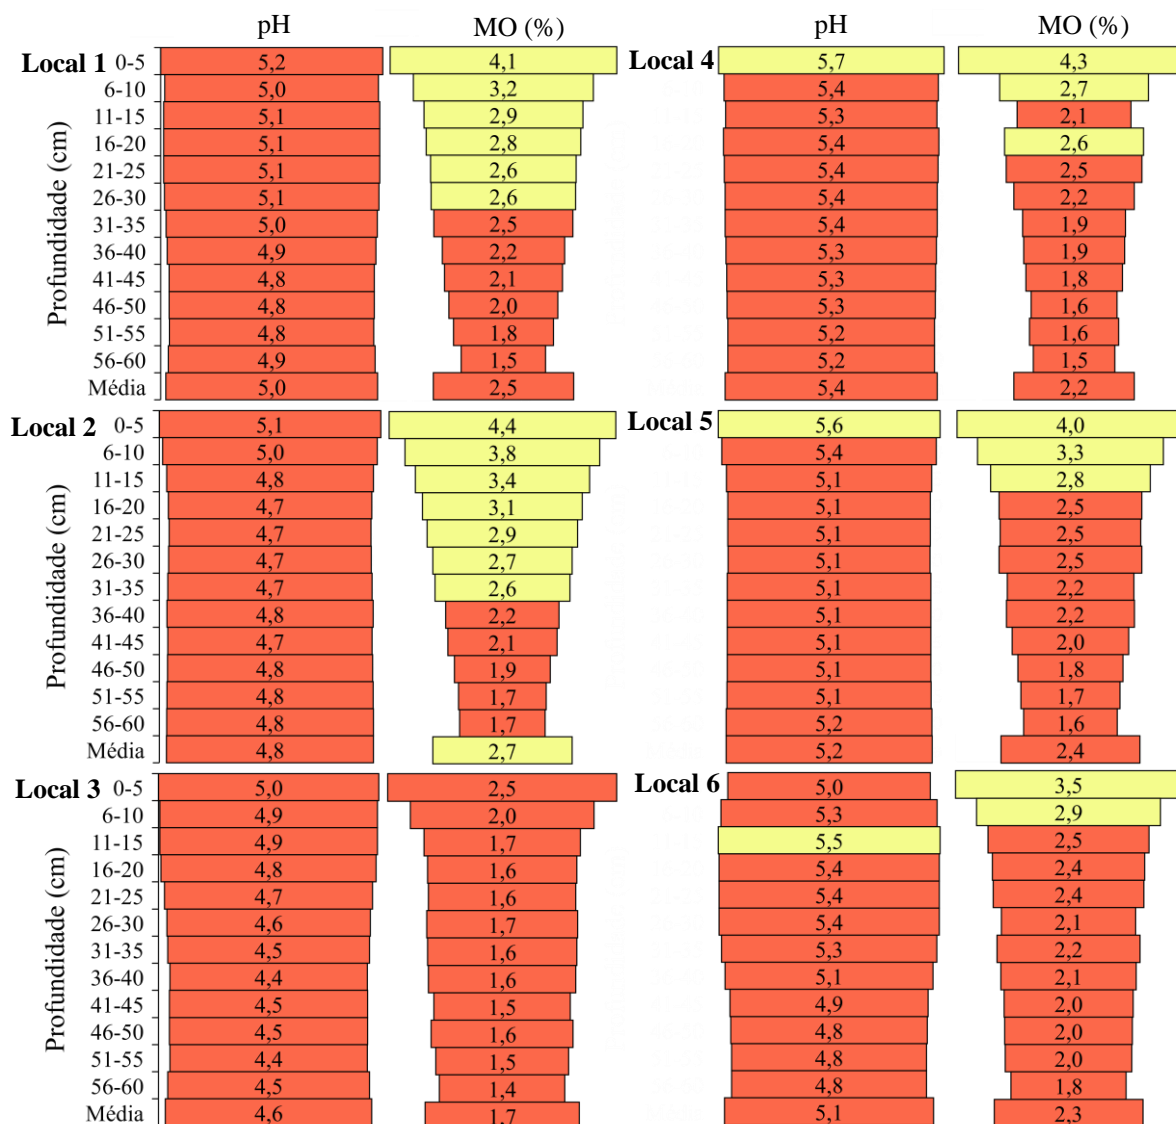 pH MO (%) pH MO (%)
Local 1 0-5 5,2 4,1 Local 4 5,7 4,3
6-10 5,0 3,2 5,4 2,7
11-15 5,1 2,9 5,3 2,1
16-20 5,1 2,8 5,4 2,6
21-25 5,1 2,6 5,4 2,5
26-30 5,1 2,6 5,4 2,2
31-35 5,0 2,5 5,4 1,9
36-40 4,9 2,2 5,3 1,9
41-45 4,8 2,1 5,3 1,8
46-50 4,8 2,0 5,3 1,6
51-55 4,8 1,8 5,2 1,6
56-60 4,9 1,5 5,2 1,5
Média 5,0 2,5 5,4 2,2
Profundidade (cm)
Local 2 0-5 5,1 4,4 Local 5 5,6 4,0
6-10 5,0 3,8 5,4 3,3
11-15 4,8 3,4 5,1 2,8
16-20 4,7 3,1 5,1 2,5
21-25 4,7 2,9 5,1 2,5
26-30 4,7 2,7 5,1 2,5
31-35 4,7 2,6 5,1 2,2
36-40 4,8 2,2 5,1 2,2
41-45 4,7 2,1 5,1 2,0
46-50 4,8 1,9 5,1 1,8
51-55 4,8 1,7 5,1 1,7
56-60 4,8 1,7 5,2 1,6
Média 4,8 2,7 5,2 2,4
Profundidade (cm)
Local 3 0-5 5,0 2,5 Local 6 5,0 3,5
6-10 4,9 2,0 5,3 2,9
11-15 4,9 1,7 5,5 2,5
16-20 4,8 1,6 5,4 2,4
21-25 4,7 1,6 5,4 2,4
26-30 4,6 1,7 5,4 2,1
31-35 4,5 1,6 5,3 2,2
36-40 4,4 1,6 5,1 2,1
41-45 4,5 1,5 4,9 2,0
46-50 4,5 1,6 4,8 2,0
51-55 4,4 1,5 4,8 2,0
56-60 4,5 1,4 4,8 1,8
Média 4,6 1,7 5,1 2,3
Profundidade (cm)